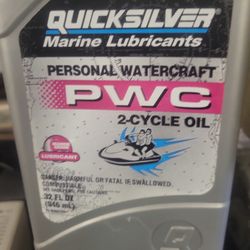 QUICKSILVER
Marine Lubricants
PERSONAL WATERCRAFT
PWC
2-CYCLE OIL
LUBRICANT
DANGER: HARMFUL OR FATAL IF SWALLOWED.
COMBUSTIBLE.
32 FL OZ
(946 mL)